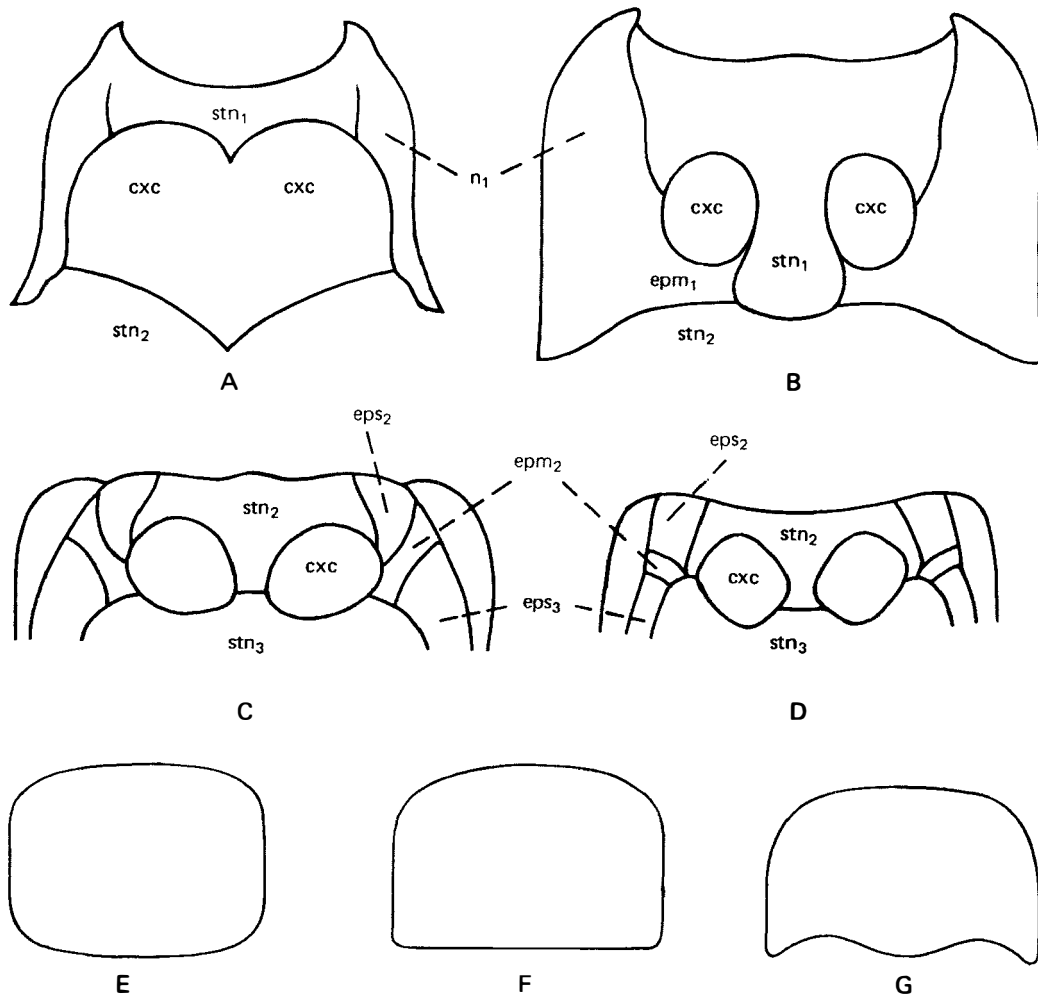 stn₁
cxc cxc
n₁
stn₂
A
cxc cxc
stn₁
epm₁
stn₂
B
eps₂
epm₂
stn₂
cxc
eps₃
stn₃
C
eps₂
stn₂
cxc
stn₃
D
E
F
G